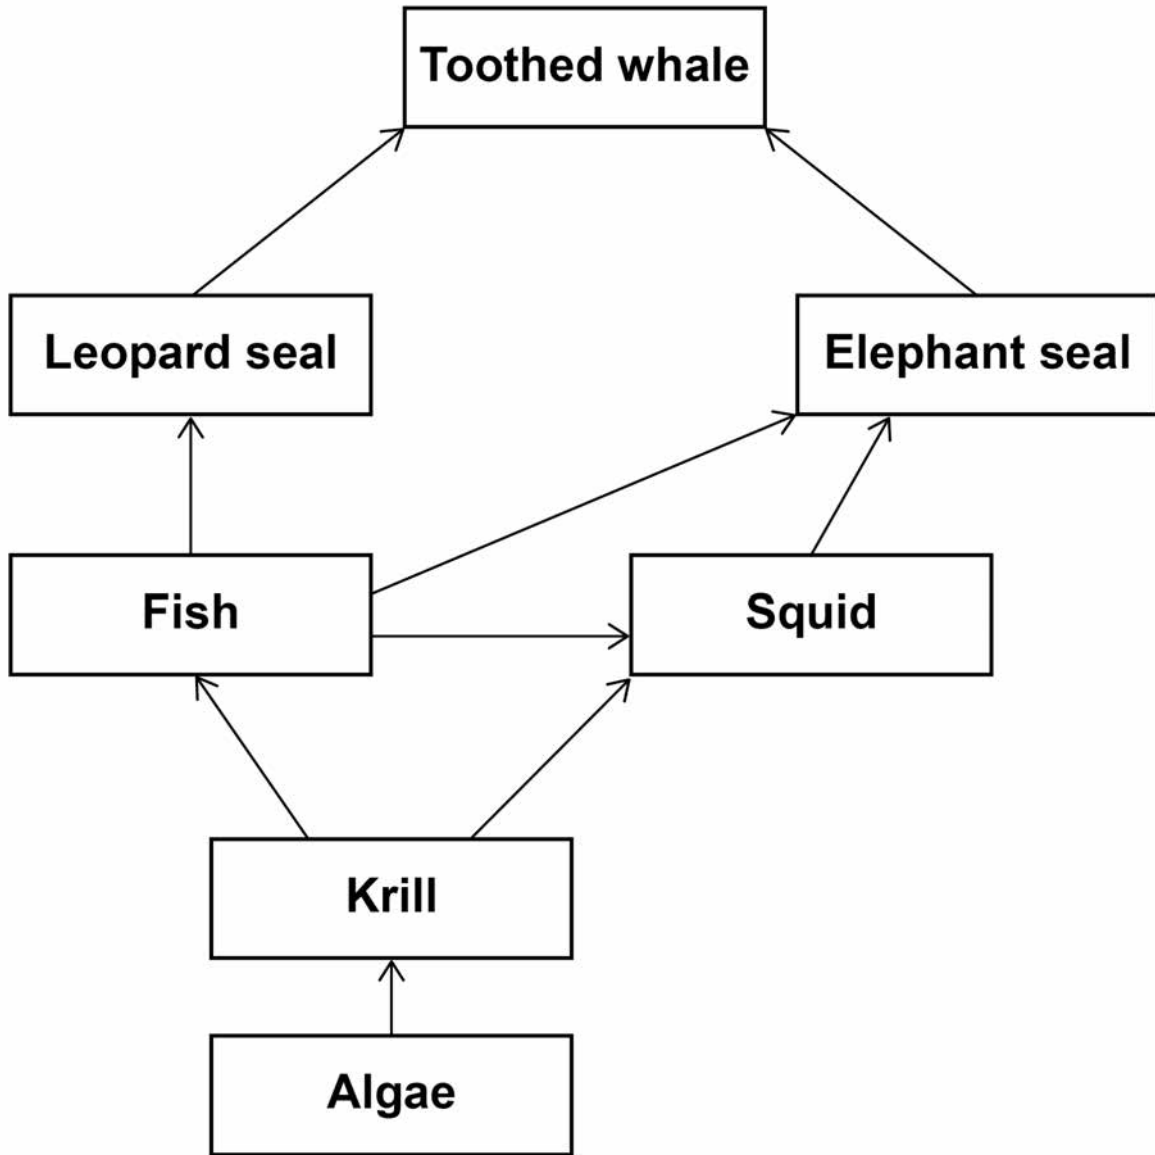 Toothed whale
Leopard seal
Elephant seal
Fish
Squid
Krill
Algae